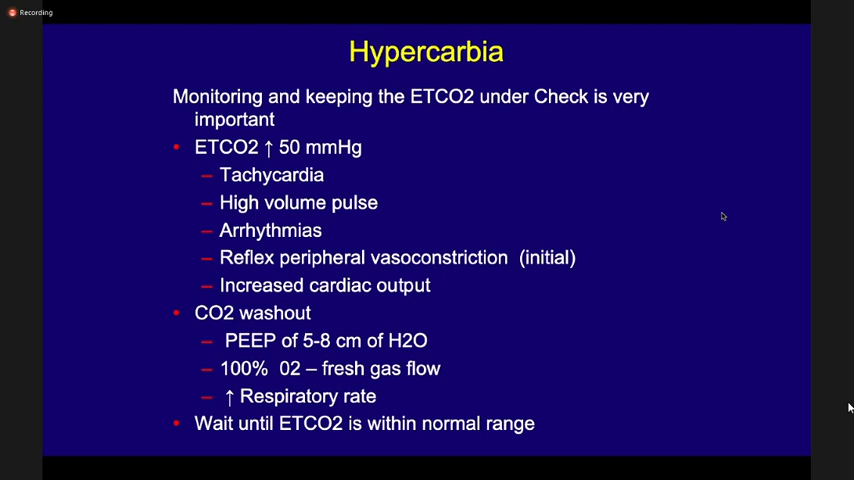 Recording
Hypercarbia
Monitoring and keeping the ETCO2 under Check is very
important
• ETCO2 ↑ 50 mmHg
– Tachycardia
– High volume pulse
– Arrhythmias
– Reflex peripheral vasoconstriction (initial)
– Increased cardiac output
• CO2 washout
– PEEP of 5-8 cm of H2O
– 100% 02 – fresh gas flow
– ↑ Respiratory rate
• Wait until ETCO2 is within normal range